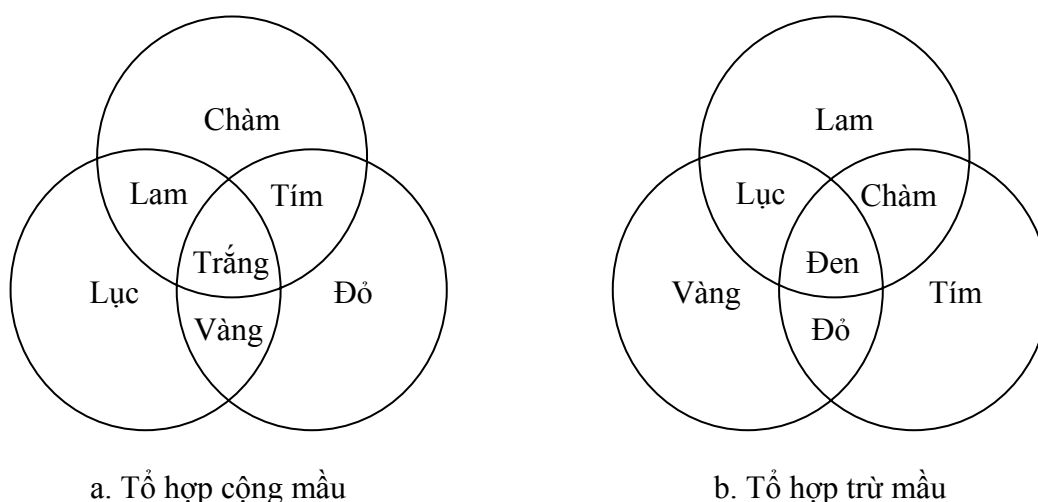 Chàm
Lam
Tím
Trắng
Lục
Đỏ
Vàng
a. Tổ hợp cộng mầu
Lam
Lục
Chàm
Đen
Vàng
Tím
Đỏ
b. Tổ hợp trừ mầu